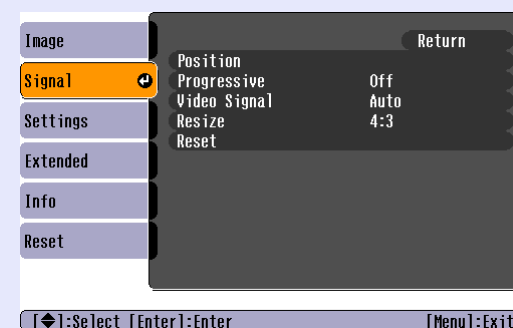 Image
Signal
Settings
Extended
Info
Reset
Return
Position
Progressive Off
Video Signal Auto
Resize 4:3
Reset
[◆]:Select [Enter]:Enter [Menu]:Exit